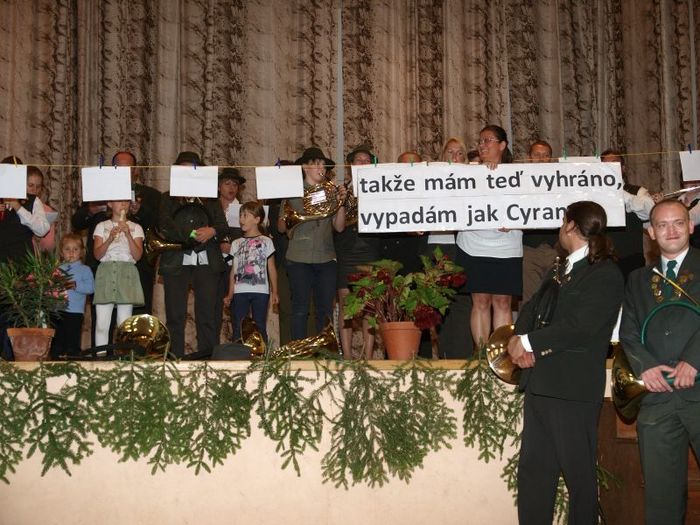 takže mám teď vyhráno,
vypadám jak Cyran